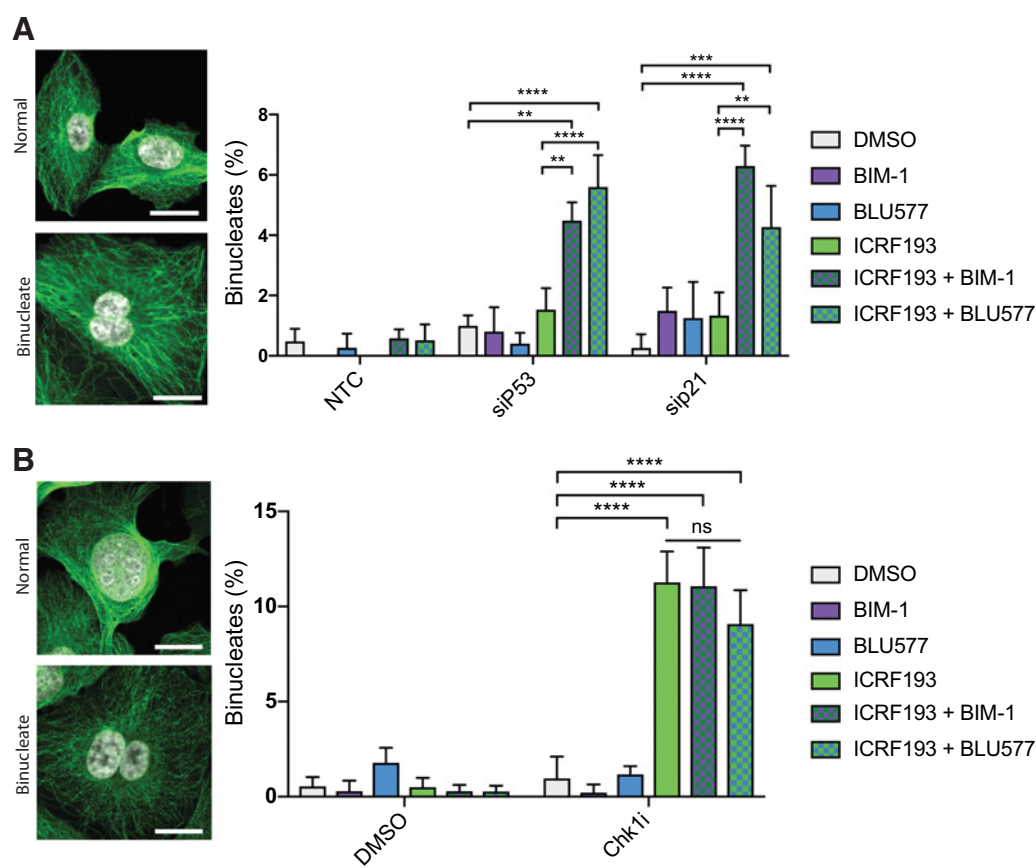 A
Normal
Binucleate
Binucleates (%)
8
6
4
2
0
****
**
****
**
***
****
**
****
NTC
siP53
sip21
DMSO
BIM-1
BLU577
ICRF193
ICRF193 + BIM-1
ICRF193 + BLU577
B
Normal
Binucleate
Binucleates (%)
15
10
5
0
****
****
****
ns
DMSO
Chk1i
DMSO
BIM-1
BLU577
ICRF193
ICRF193 + BIM-1
ICRF193 + BLU577